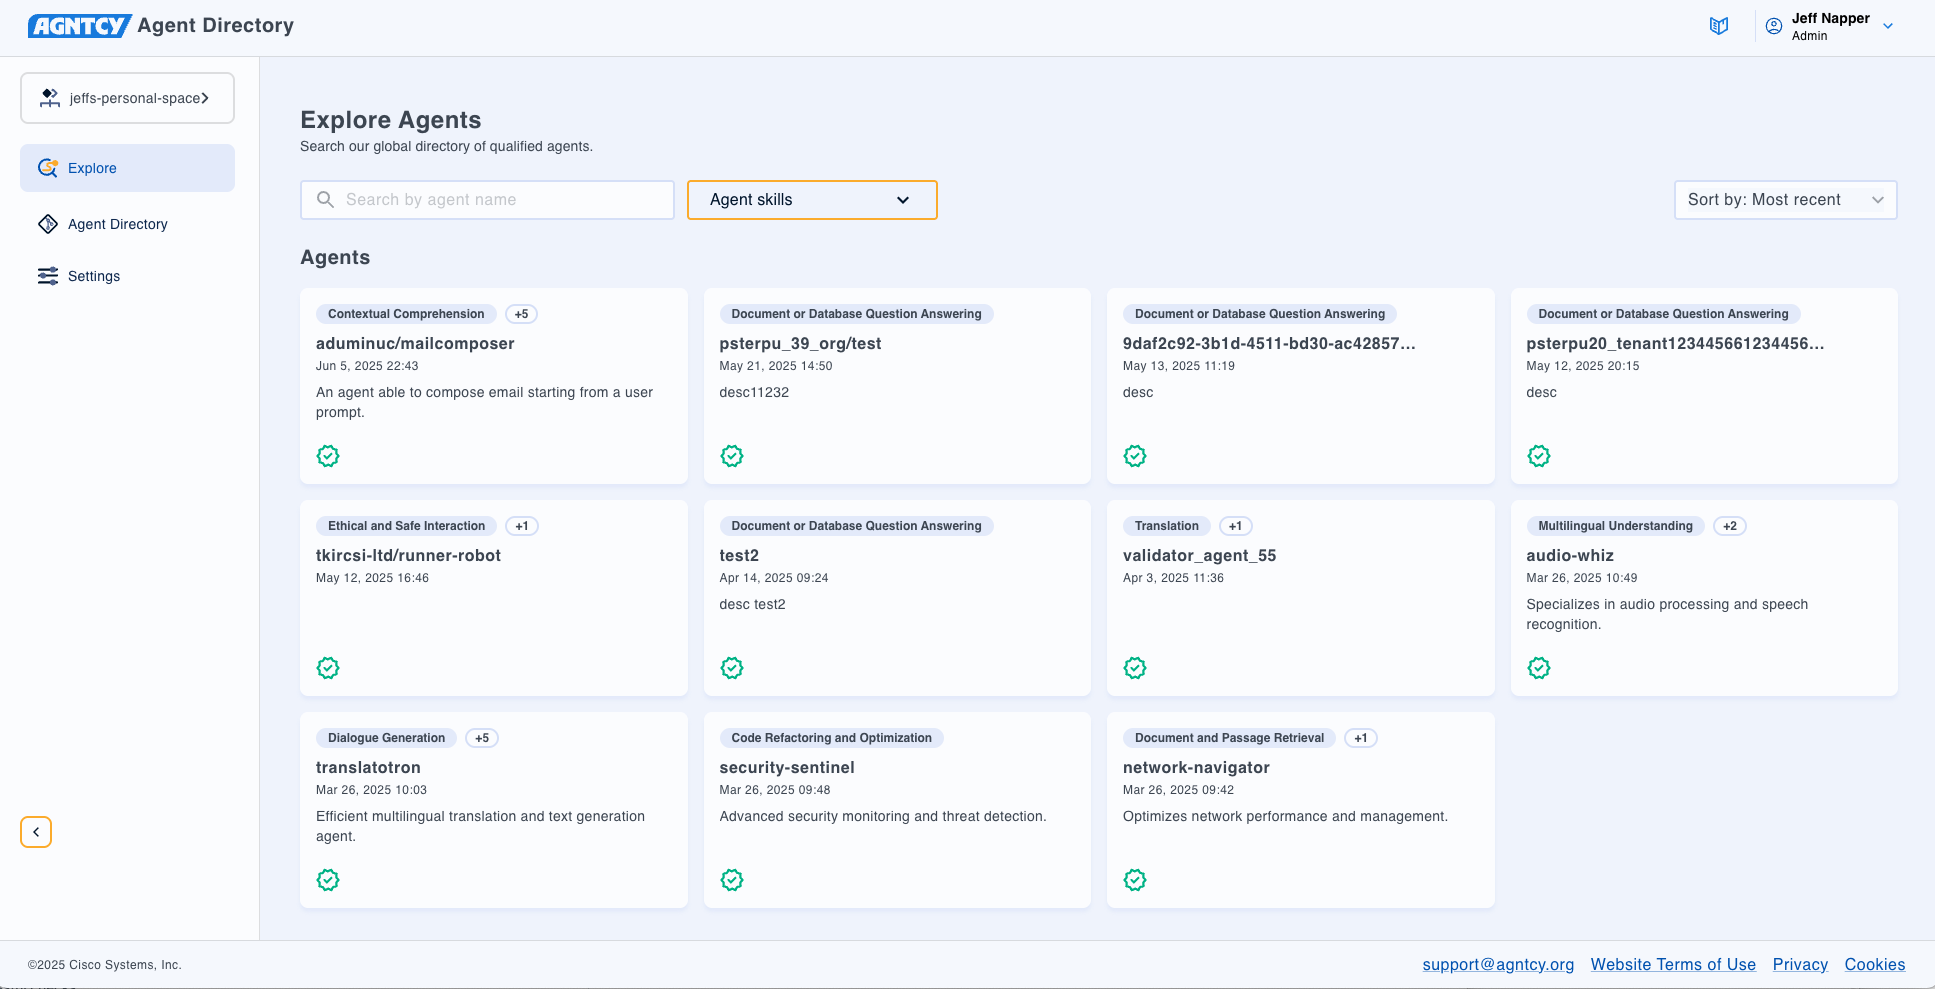 AGNTCY Agent Directory
Jeff Napper
Admin
jeffs-personal-space
Explore
Agent Directory
Settings
Explore Agents
Search our global directory of qualified agents.
Search by agent name
Agent skills
Sort by: Most recent
Agents
Contextual Comprehension +5
aduminuc/mailcomposer
Jun 5, 2025 22:43
An agent able to compose email starting from a user
prompt.
Document or Database Question Answering
psterpu_39_org/test
May 21, 2025 14:50
desc11232
Document or Database Question Answering
9daf2c92-3b1d-4511-bd30-ac42857...
May 13, 2025 11:19
desc
Document or Database Question Answering
psterpu20_tenant123445661234456...
May 12, 2025 20:15
desc
Ethical and Safe Interaction +1
tkircsi-ltd/runner-robot
May 12, 2025 16:46
Document or Database Question Answering
test2
Apr 14, 2025 09:24
desc test2
Translation +1
validator_agent_55
Apr 3, 2025 11:36
Multilingual Understanding +2
audio-whiz
Mar 26, 2025 10:49
Specializes in audio processing and speech
recognition.
Dialogue Generation +5
translatotron
Mar 26, 2025 10:03
Efficient multilingual translation and text generation
agent.
Code Refactoring and Optimization
security-sentinel
Mar 26, 2025 09:48
Advanced security monitoring and threat detection.
Document and Passage Retrieval +1
network-navigator
Mar 26, 2025 09:42
Optimizes network performance and management.
©2025 Cisco Systems, Inc.
support@agntcy.org Website Terms of Use Privacy Cookies